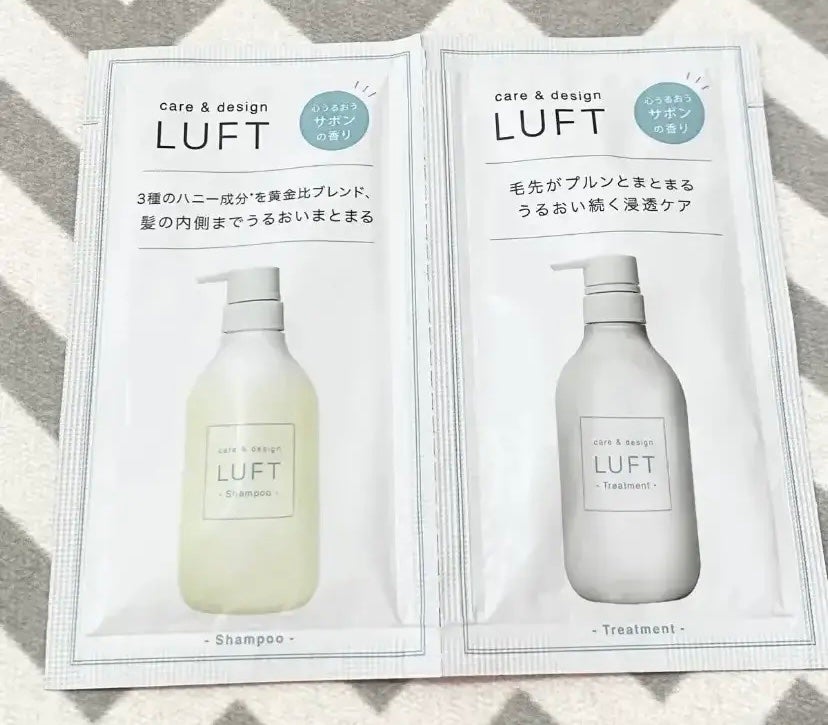 care & design
LUFT
心うるおう
サボン
の香り
3種のハニー成分*を黄金比ブレンド、
髪の内側までうるおいまとまる
care & design
LUFT
- Shampoo -
- Shampoo -
care & design
LUFT
心うるおう
サボン
の香り
毛先がプルンとまとまる
うるおい続く浸透ケア
care & design
LUFT
- Treatment -
- Treatment -